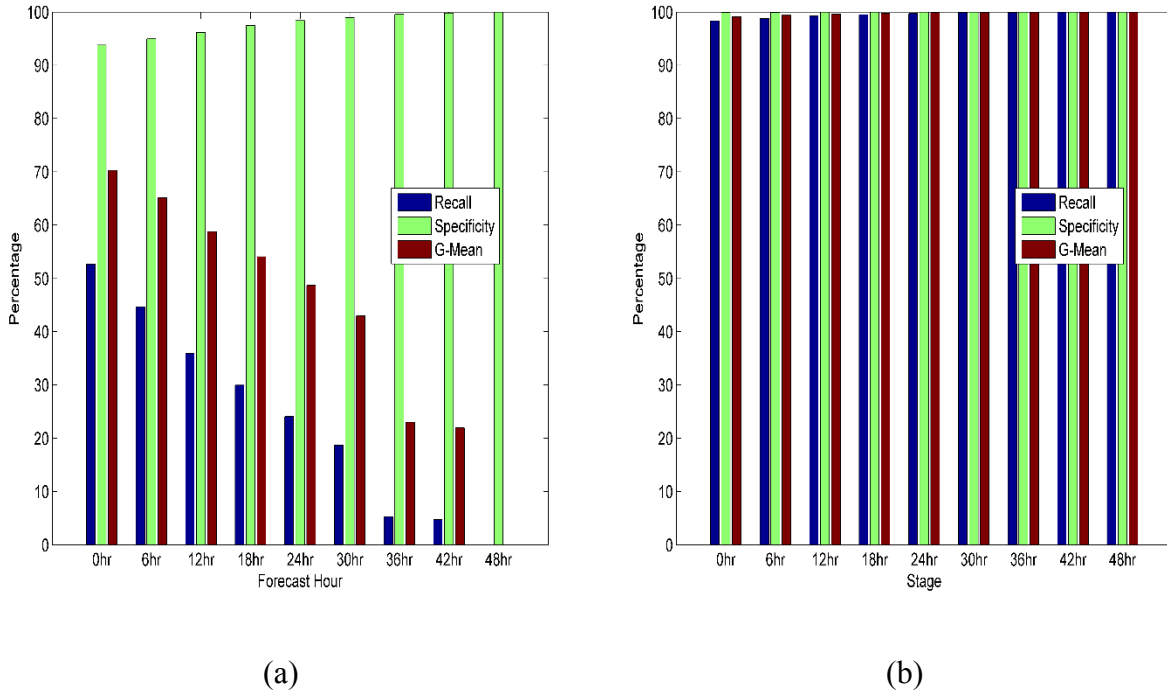 100
90
80
70
60
50
40
30
20
10
0
Percentage
Recall
Specificity
G-Mean
0hr 6hr 12hr 18hr 24hr 30hr 36hr 42hr 48hr
Forecast Hour
(a)
100
90
80
70
60
50
40
30
20
10
0
Percentage
Recall
Specificity
G-Mean
0hr 6hr 12hr 18hr 24hr 30hr 36hr 42hr 48hr
Stage
(b)